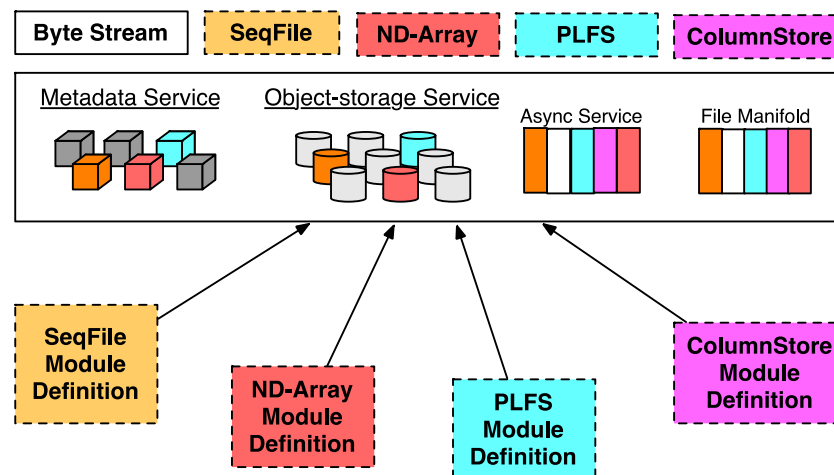 Byte Stream
SeqFile
ND-Array
PLFS
ColumnStore
Metadata Service
Object-storage Service
Async Service
File Manifold
SeqFile
Module
Definition
ND-Array
Module
Definition
PLFS
Module
Definition
ColumnStore
Module
Definition